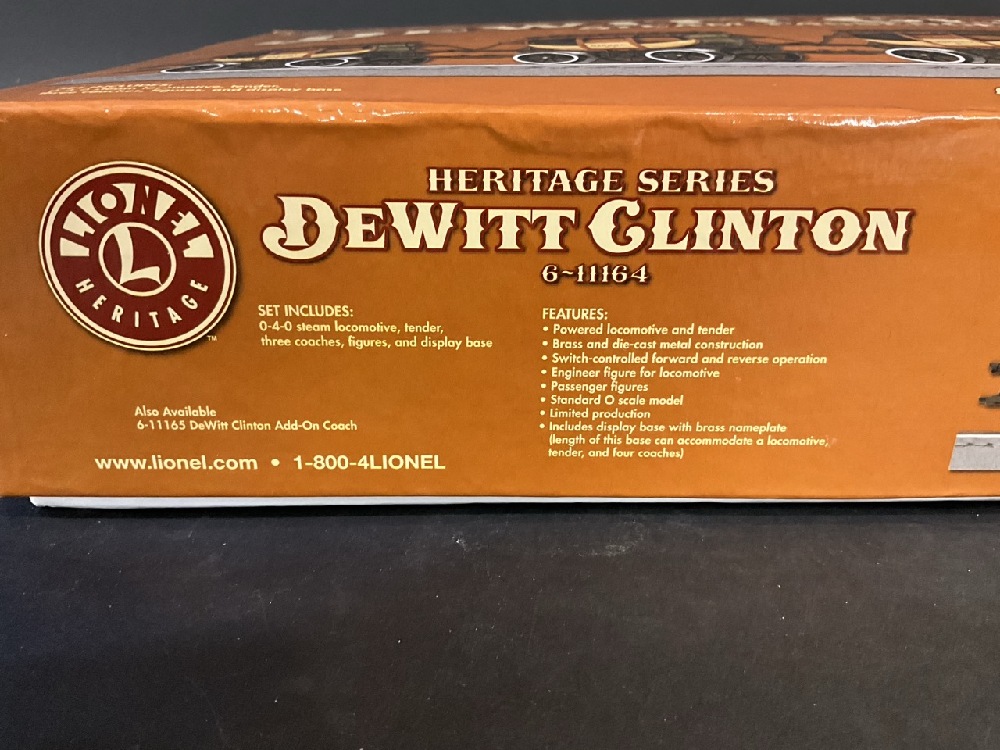 LIONEL
L
HERITAGE
TM
HERITAGE SERIES
DEWITT CLINTON
6-11164
SET INCLUDES:
0-4-0 steam locomotive, tender,
three coaches, figures, and display base
Also Available
6-11165 DeWitt Clinton Add-On Coach
www.lionel.com • 1-800-4LIONEL
FEATURES:
• Powered locomotive and tender
• Brass and die-cast metal construction
• Switch-controlled forward and reverse operation
• Engineer figure for locomotive
• Passenger figures
• Standard O scale model
• Limited production
• Includes display base with brass nameplate
(length of this base can accommodate a locomotive,
tender, and four coaches)